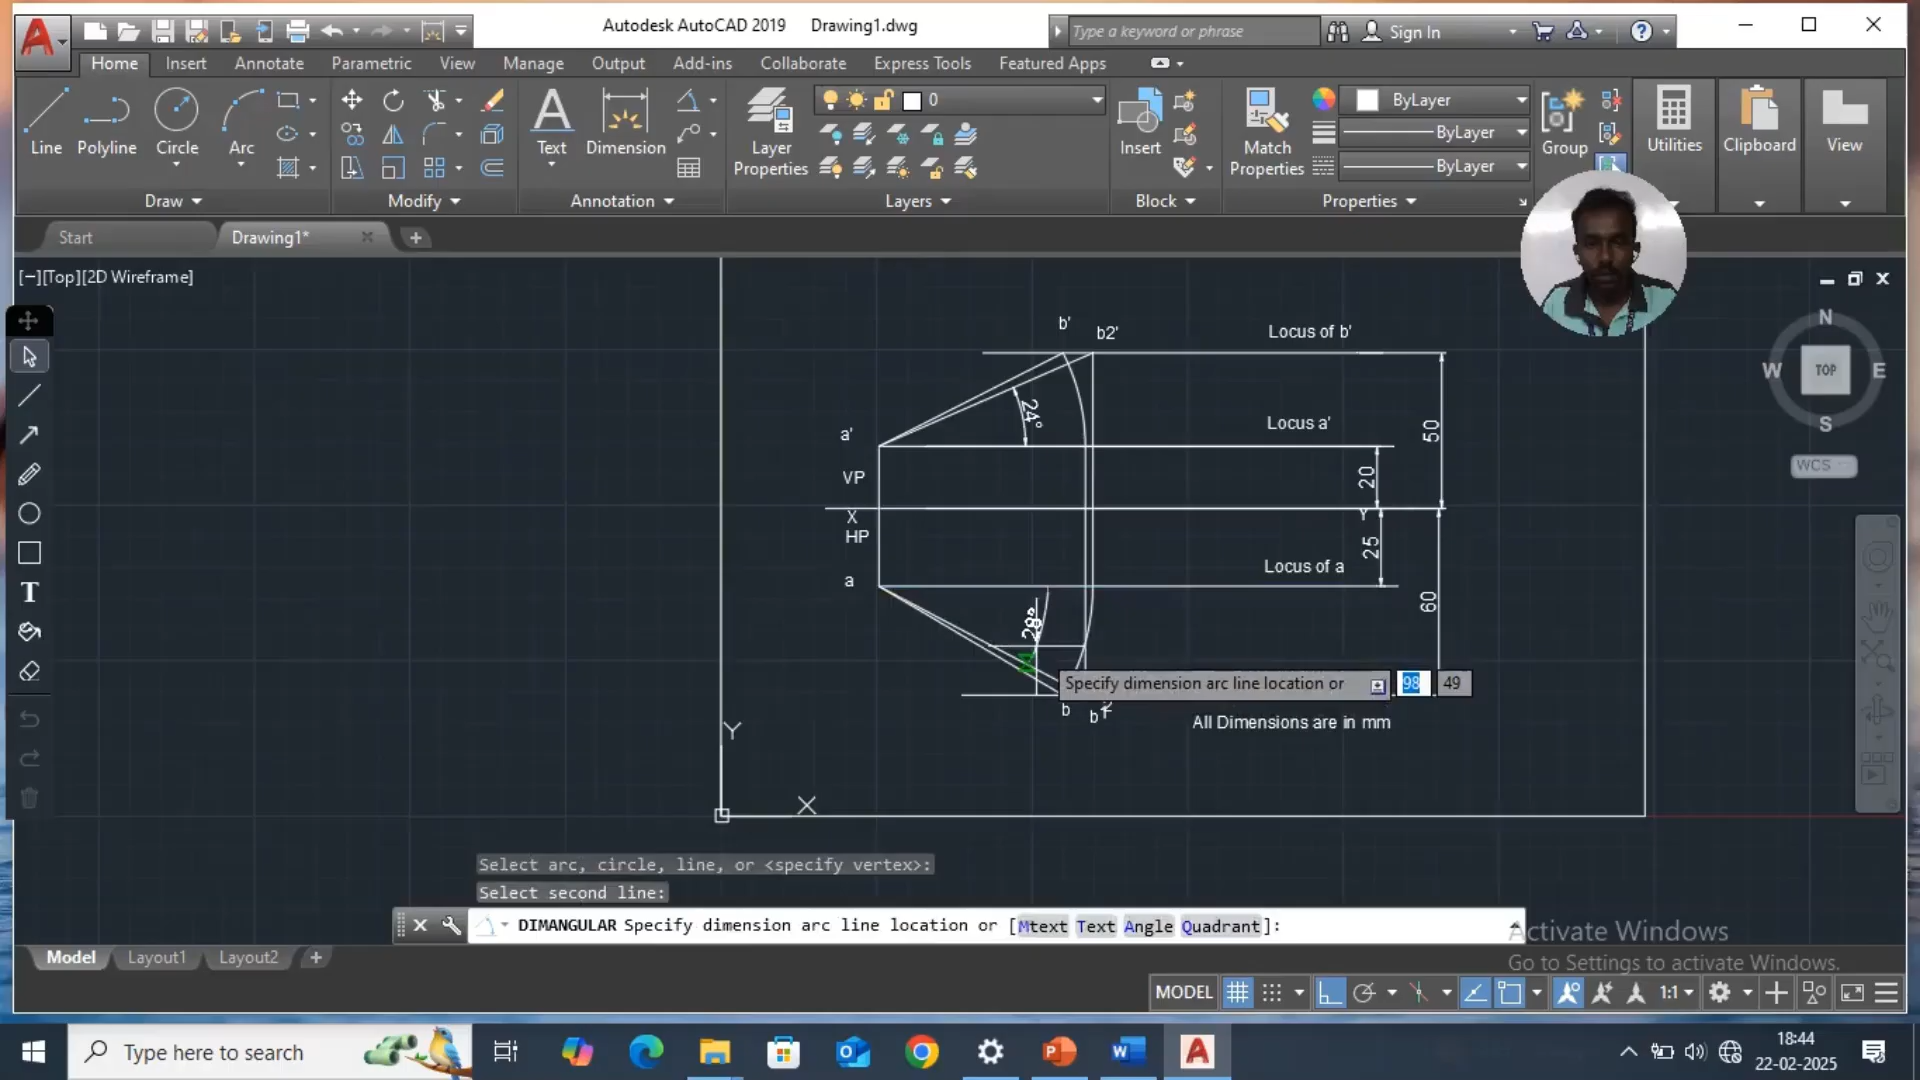 Autodesk AutoCAD 2019 Drawing1.dwg
Type a keyword or phrase
Sign In
Home Insert Annotate Parametric View Manage Output Add-ins Collaborate Express Tools Featured Apps
Line Polyline Circle Arc
Text Dimension
Layer Properties
0
Insert
Match Properties
ByLayer
ByLayer
ByLayer
Group
Utilities
Clipboard
View
Draw Modify Annotation Layers Block Properties
Start Drawing1*
[−][Top][2D Wireframe]
N
W TOP E
S
WCS
b' b2' Locus of b'
24°
a' Locus a'
50
VP
20
X Y
HP
25
Locus of a
a
60
28°
Specify dimension arc line location or 98 49
b b1
All Dimensions are in mm
Y
X
Select arc, circle, line, or <specify vertex>:
Select second line:
DIMANGULAR Specify dimension arc line location or [Mtext Text Angle Quadrant]:
Activate Windows
Go to Settings to activate Windows.
Model Layout1 Layout2
MODEL 1:1
Type here to search
18:44
22-02-2025